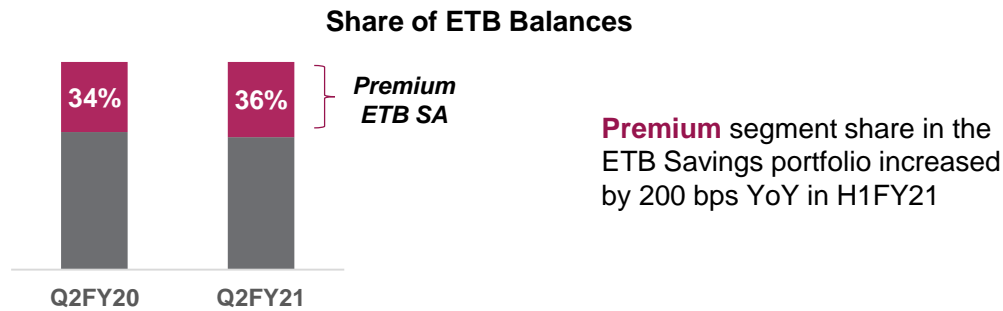 Share of ETB Balances
34%
36%
Premium
ETB SA
Q2FY20
Q2FY21
Premium segment share in the
ETB Savings portfolio increased
by 200 bps YoY in H1FY21